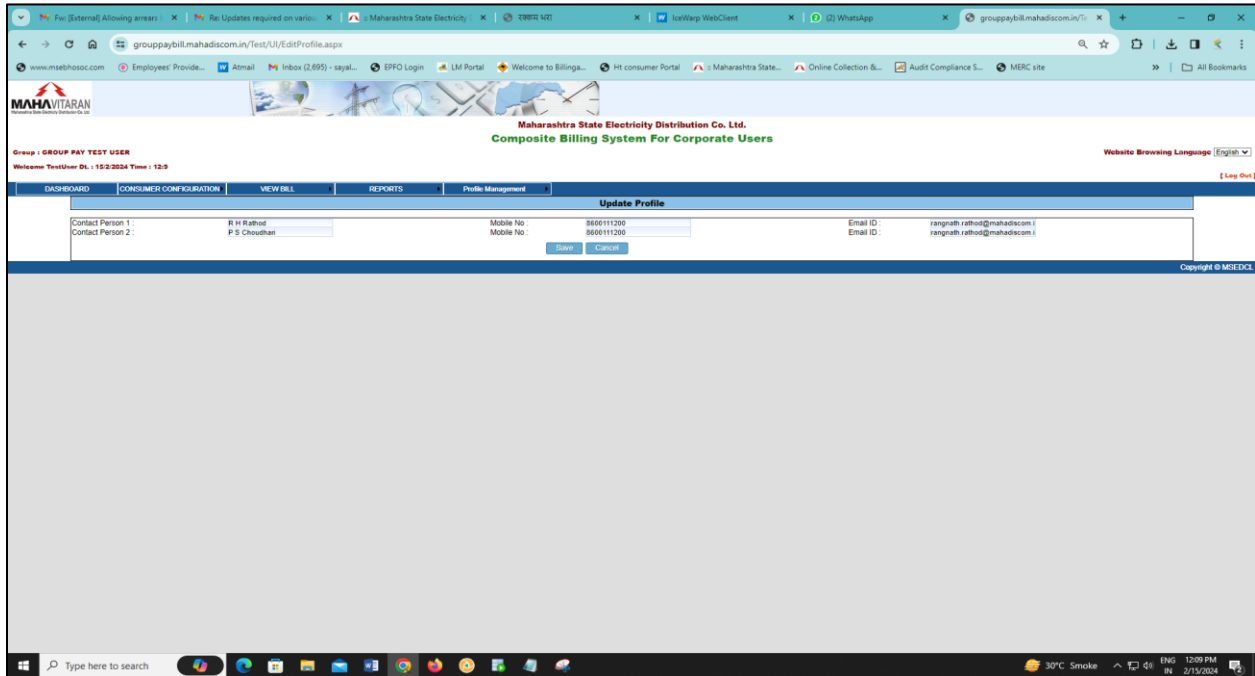 Fw: [External] Allowing arrears
Re: Updates required on variou
:: Maharashtra State Electricity
रक्कम भरा
IceWarp WebClient
(2) WhatsApp
grouppaybill.mahadiscom.in/Te
grouppaybill.mahadiscom.in/Test/UI/EditProfile.aspx
www.msebhosoc.com
Employees' Provide...
Atmail
Inbox (2,695) - sayal...
EPFO Login
LM Portal
Welcome to Billinga...
Ht consumer Portal
:: Maharashtra State...
Online Collection &...
Audit Compliance S...
MERC site
All Bookmarks
MAHAVITARAN
Maharashtra State Electricity Distribution Co. Ltd.
Maharashtra State Electricity Distribution Co. Ltd.
Composite Billing System For Corporate Users
Group : GROUP PAY TEST USER
Website Browsing Language English
Welcome TestUser Dt. : 15/2/2024 Time : 12:9
[ Log Out ]
DASHBOARD CONSUMER CONFIGURATION VIEW BILL REPORTS Profile Management
Update Profile
Contact Person 1 : R H Rathod Mobile No : 8600111200 Email ID : rangnath.rathod@mahadiscom.i
Contact Person 2 : P S Choudhari Mobile No : 8600111200 Email ID : rangnath.rathod@mahadiscom.i
Save Cancel
Copyright © MSEDCL
Type here to search
30°C Smoke
ENG
IN
12:09 PM
2/15/2024